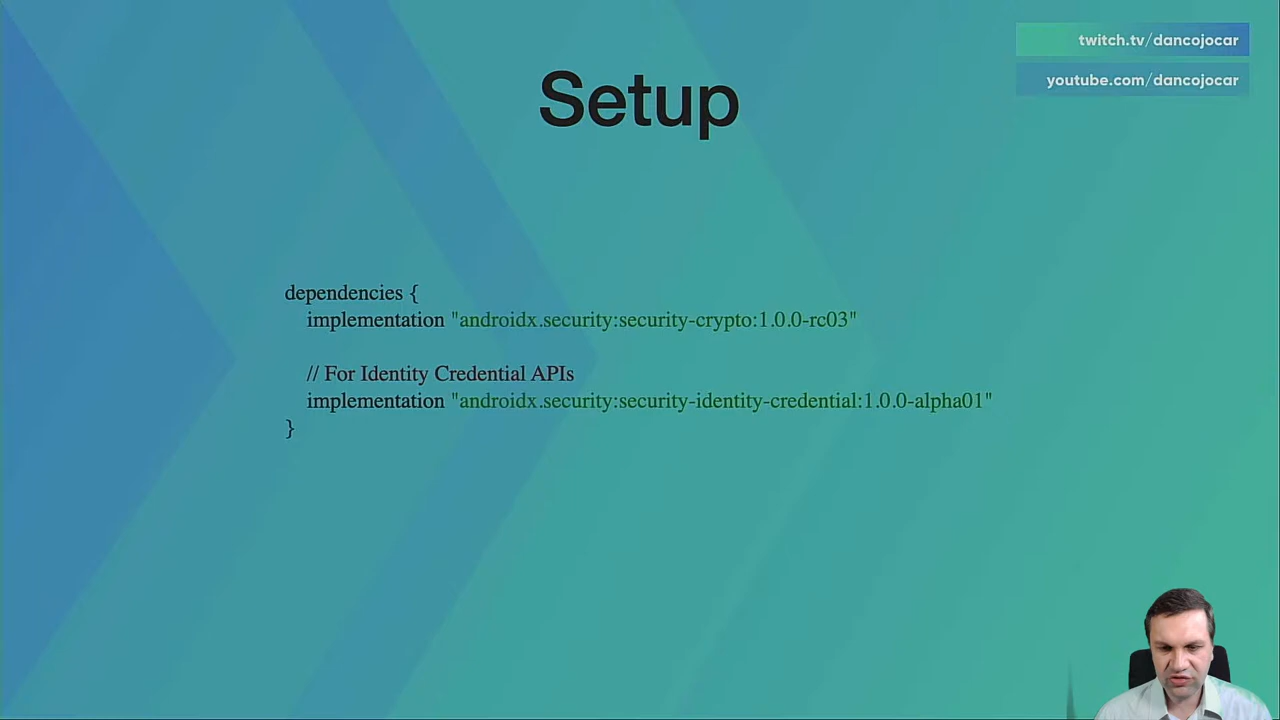 twitch.tv/dancojocar
youtube.com/dancojocar
Setup
dependencies {
implementation "androidx.security:security-crypto:1.0.0-rc03"
// For Identity Credential APIs
implementation "androidx.security:security-identity-credential:1.0.0-alpha01"
}